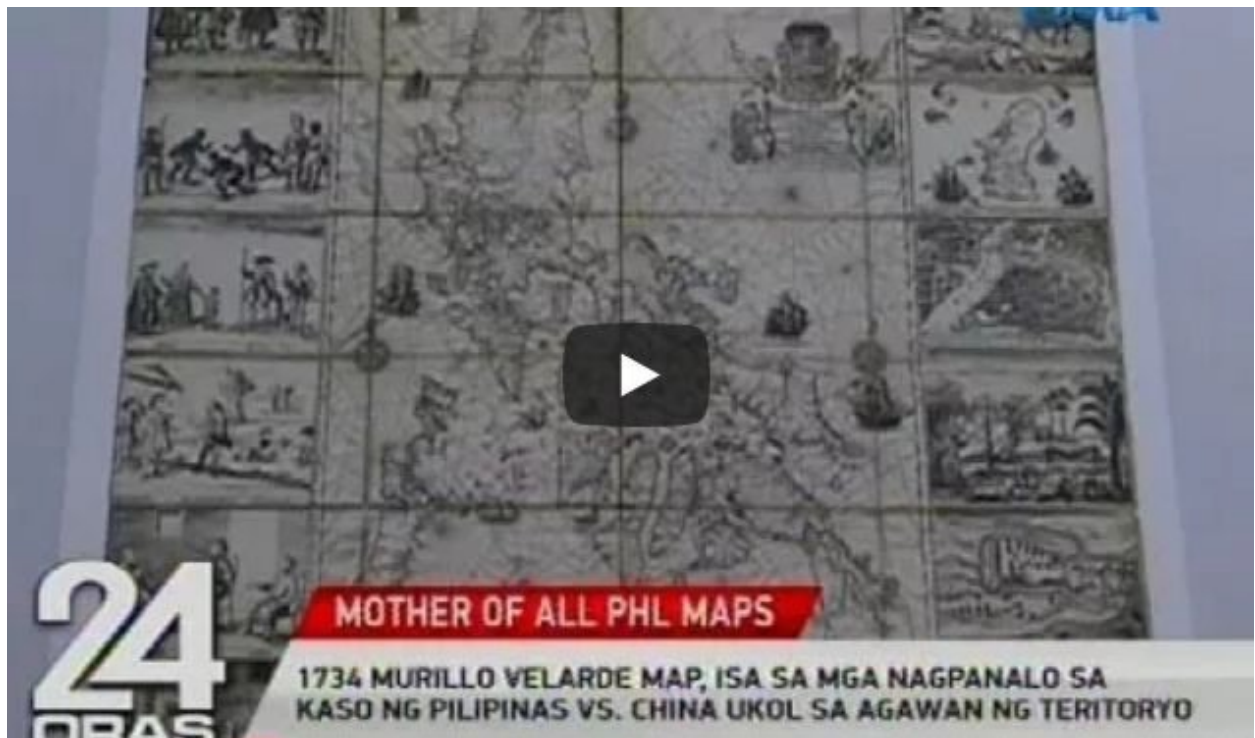 MOTHER OF ALL PHL MAPS
24
ORAS
1734 MURILLO VELARDE MAP, ISA SA MGA NAGPANALO SA
KASO NG PILIPINAS VS. CHINA UKOL SA AGAWAN NG TERITORYO